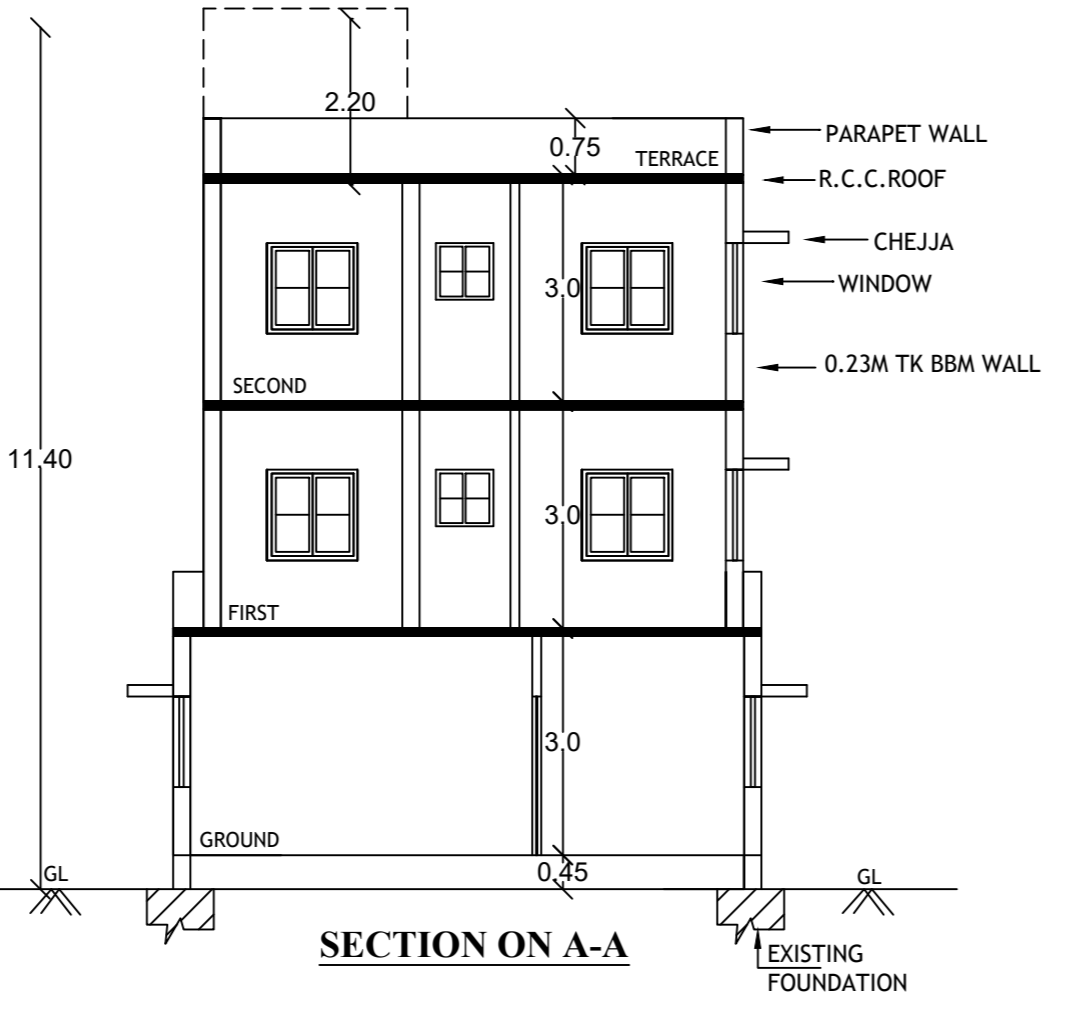 2.20
PARAPET WALL
0.75
TERRACE
R.C.C.ROOF
CHEJJA
WINDOW
3.0
0.23M TK BBM WALL
SECOND
11.40
3.0
FIRST
3.0
GROUND
0.45
GL
GL
SECTION ON A-A
EXISTING
FOUNDATION